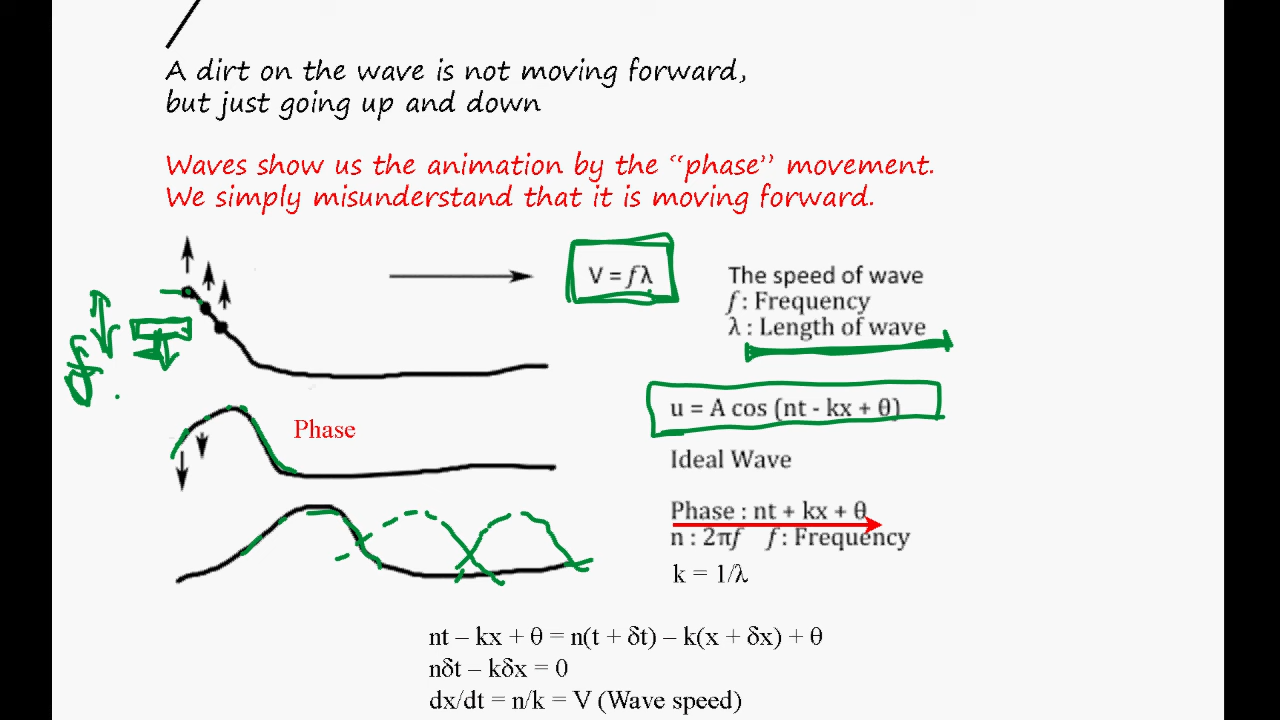 A dirt on the wave is not moving forward,
but just going up and down
Waves show us the animation by the “phase” movement.
We simply misunderstand that it is moving forward.
V = fλ
The speed of wave
f : Frequency
λ : Length of wave
f
u = A cos (nt - kx + θ)
Phase
Ideal Wave
Phase : nt + kx + θ
n : 2πf f : Frequency
k = 1/λ
nt – kx + θ = n(t + δt) – k(x + δx) + θ
nδt – kδx = 0
dx/dt = n/k = V (Wave speed)